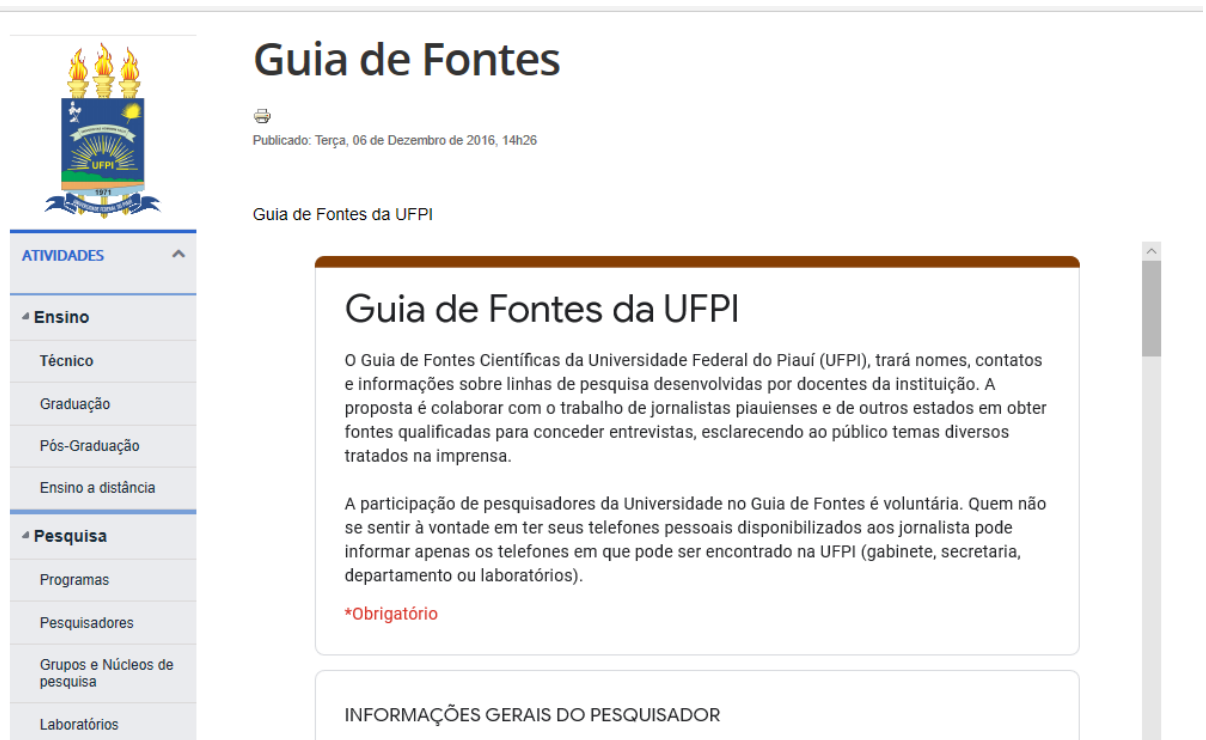 Guia de Fontes
Publicado: Terça, 06 de Dezembro de 2016, 14h26
Guia de Fontes da UFPI
UFPI
1971
ATIVIDADES
Ensino
Técnico
Graduação
Pós-Graduação
Ensino a distância
Pesquisa
Programas
Pesquisadores
Grupos e Núcleos de
pesquisa
Laboratórios
Guia de Fontes da UFPI
O Guia de Fontes Científicas da Universidade Federal do Piauí (UFPI), trará nomes, contatos
e informações sobre linhas de pesquisa desenvolvidas por docentes da instituição. A
proposta é colaborar com o trabalho de jornalistas piauienses e de outros estados em obter
fontes qualificadas para conceder entrevistas, esclarecendo ao público temas diversos
tratados na imprensa.
A participação de pesquisadores da Universidade no Guia de Fontes é voluntária. Quem não
se sentir à vontade em ter seus telefones pessoais disponibilizados aos jornalista pode
informar apenas os telefones em que pode ser encontrado na UFPI (gabinete, secretaria,
departamento ou laboratórios).
*Obrigatório
INFORMAÇÕES GERAIS DO PESQUISADOR